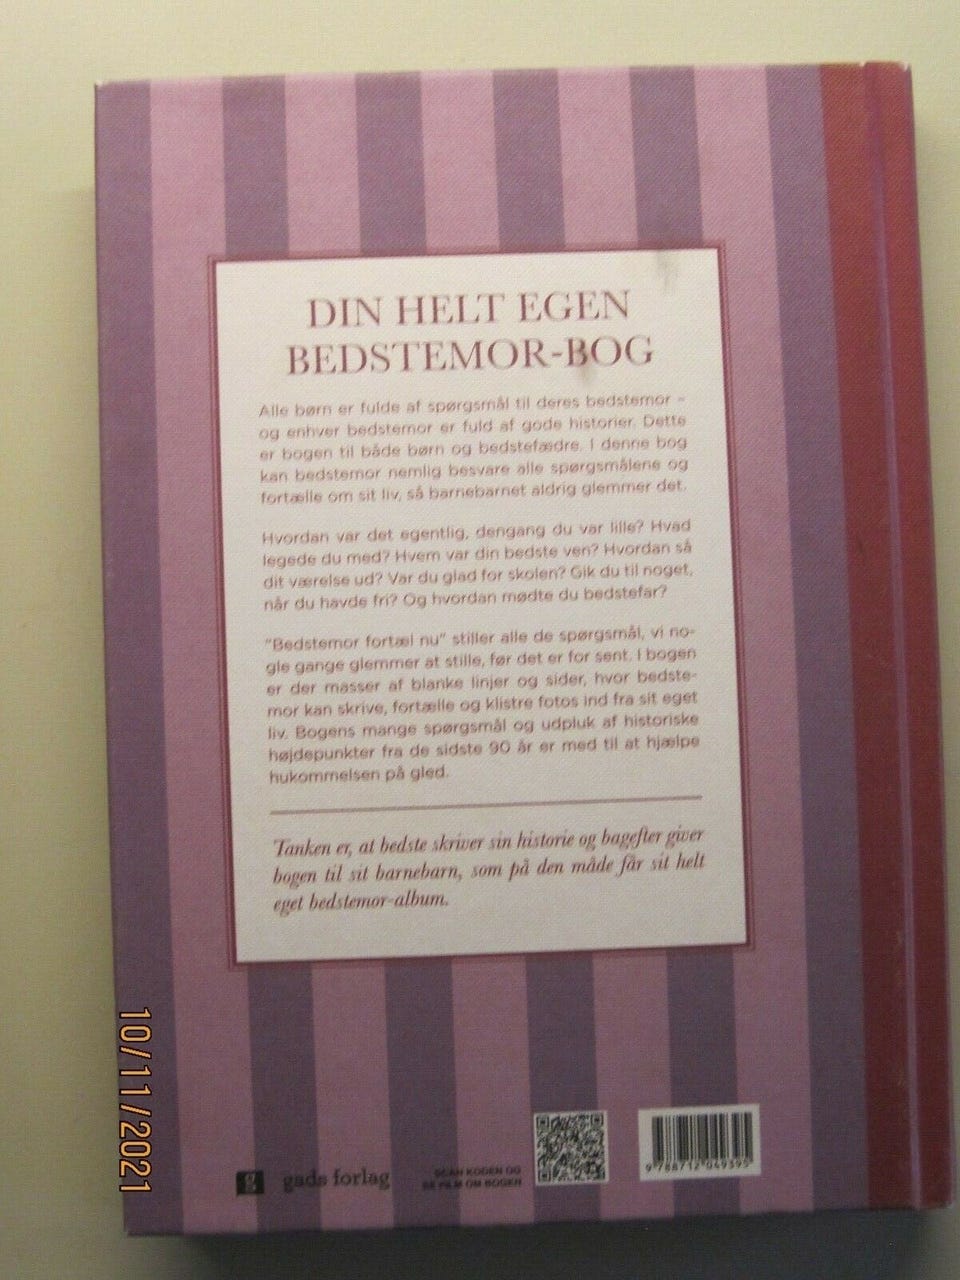 DIN HELT EGEN
BEDSTEMOR-BOG
Alle børn er fulde af spørgsmål til deres bedstemor –
og enhver bedstemor er fuld af gode historier. Dette
er bogen til både børn og bedstefædre. I denne bog
kan bedstemor nemlig besvare alle spørgsmålene og
fortælle om sit liv, så barnebarnet aldrig glemmer det.
Hvordan var det egentlig, dengang du var lille? Hvad
legede du med? Hvem var din bedste ven? Hvordan så
dit værelse ud? Var du glad for skolen? Gik du til noget,
når du havde fri? Og hvordan mødte du bedstefar?
"Bedstemor fortæl nu" stiller alle de spørgsmål, vi no-
gle gange glemmer at stille, før det er for sent. I bogen
er der masser af blanke linjer og sider, hvor bedste-
mor kan skrive, fortælle og klistre fotos ind fra sit eget
liv. Bogens mange spørgsmål og udpluk af historiske
højdepunkter fra de sidste 90 år er med til at hjælpe
hukommelsen på gled.
Tanken er, at bedste skriver sin historie og bagefter giver
bogen til sit barnebarn, som på den måde får sit helt
eget bedstemor-album.
g gads forlag
SCAN KODEN OG
SE FILM OM BOGEN
9 788712 049395
10/11/2021